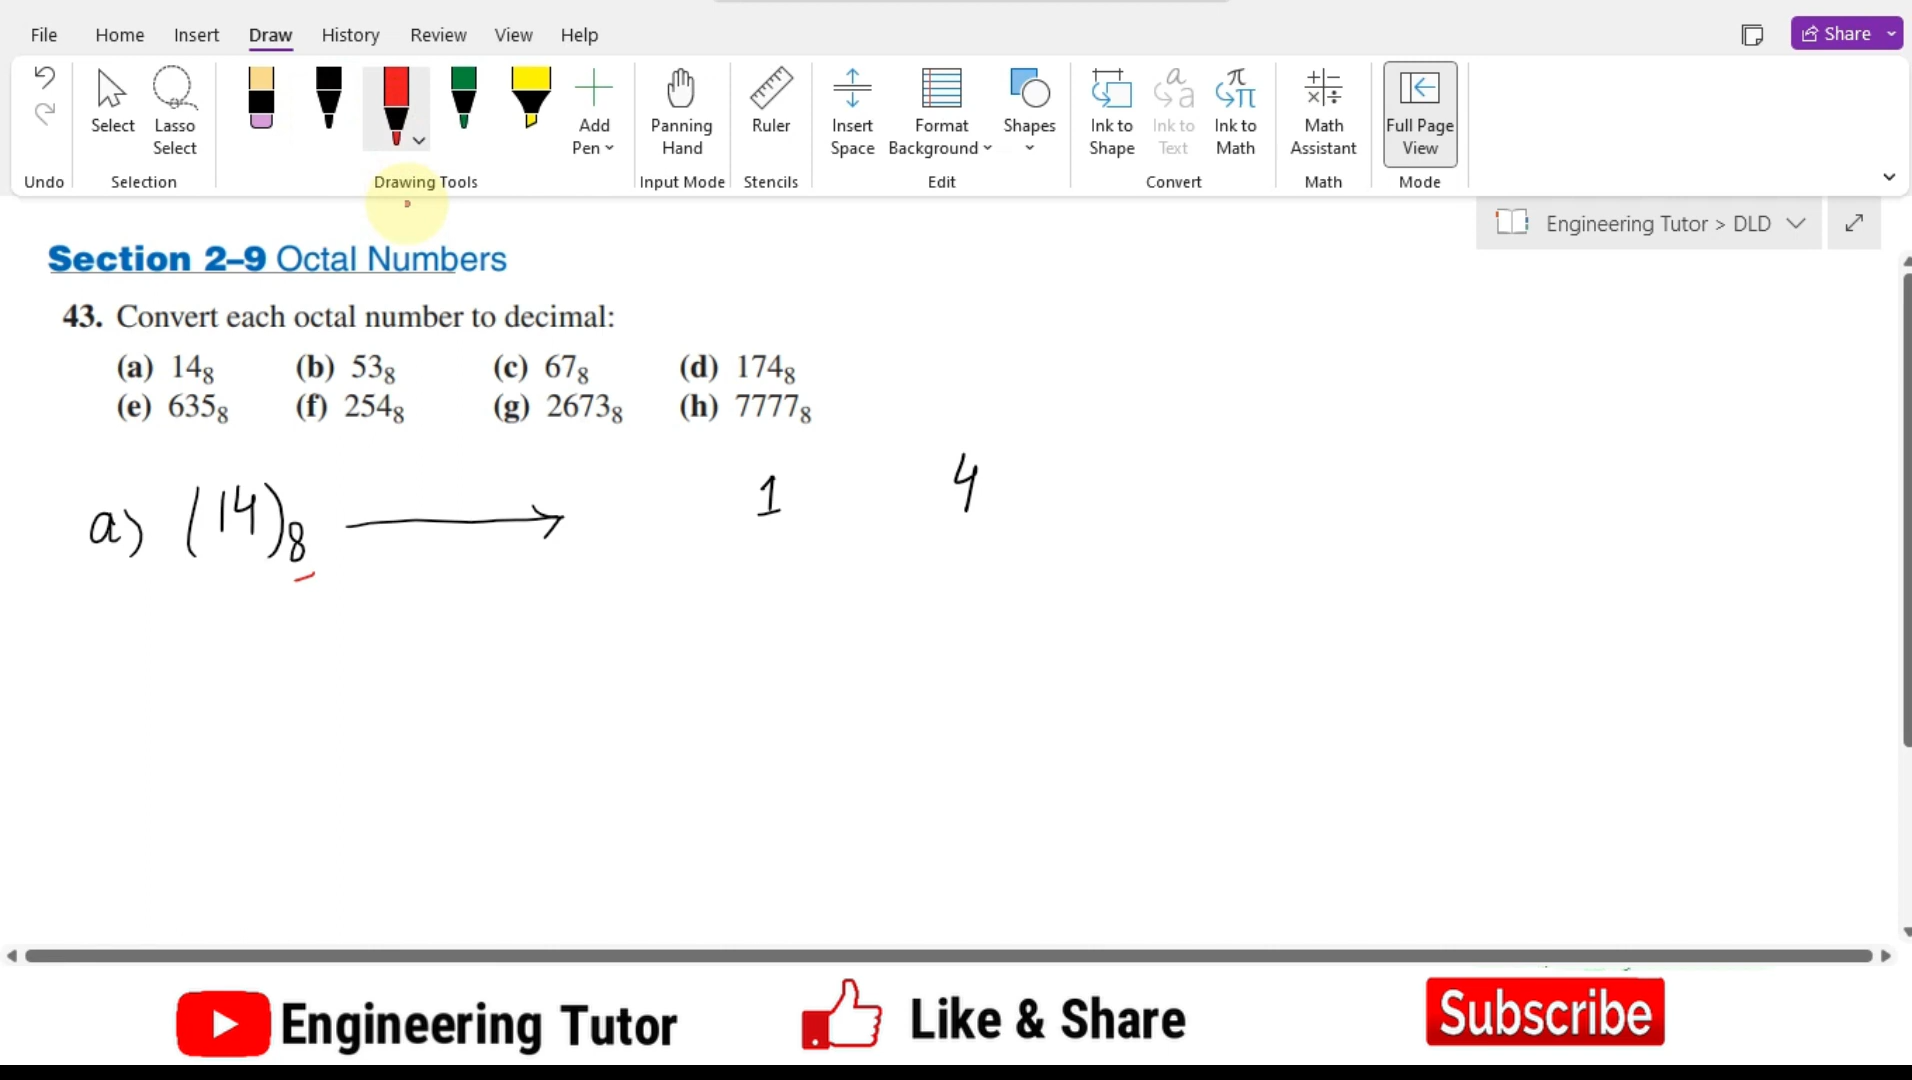 File Home Insert Draw History Review View Help Share
Undo
Select
Lasso Select
Selection
Drawing Tools
Add Pen
Panning Hand
Input Mode
Ruler
Stencils
Insert Space
Format Background
Shapes
Edit
Ink to Shape
Ink to Text
Ink to Math
Convert
Math Assistant
Math
Full Page View
Mode
Engineering Tutor > DLD
Section 2–9 Octal Numbers
43. Convert each octal number to decimal:
(a) 14₈ (b) 53₈ (c) 67₈ (d) 174₈
(e) 635₈ (f) 254₈ (g) 2673₈ (h) 7777₈
a) (14)₈ → 1 4
Engineering Tutor Like & Share Subscribe